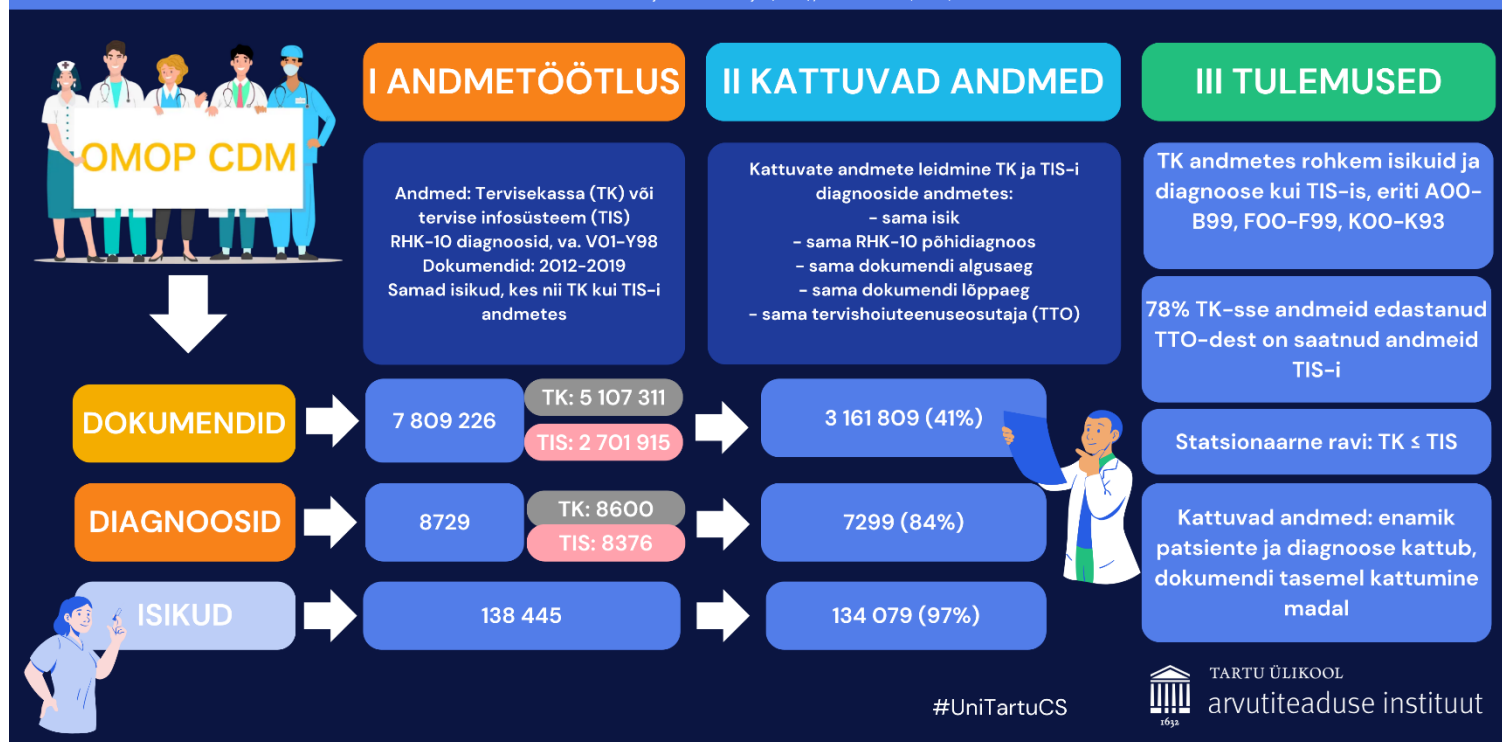 OMOP CDM
I ANDMETÖÖTLUS
Andmed: Tervisekassa (TK) või
tervise infosüsteem (TIS)
RHK-10 diagnoosid, va. V01-Y98
Dokumendid: 2012-2019
Samad isikud, kes nii TK kui TIS-i
andmetes
II KATTUVAD ANDMED
Kattuvate andmete leidmine TK ja TIS-i
diagnooside andmetes:
- sama isik
- sama RHK-10 põhidiagnoos
- sama dokumendi algusaeg
- sama dokumendi lõppaeg
- sama tervishoiuteenuseosutaja (TTO)
DOKUMENDID
7 809 226
TK: 5 107 311
TIS: 2 701 915
3 161 809 (41%)
DIAGNOOSID
8729
TK: 8600
TIS: 8376
7299 (84%)
ISIKUD
138 445
134 079 (97%)
III TULEMUSED
TK andmetes rohkem isikuid ja
diagnoose kui TIS-is, eriti A00-
B99, F00-F99, K00-K93
78% TK-sse andmeid edastanud
TTO-dest on saatnud andmeid
TIS-i
Statsionaarne ravi: TK ≤ TIS
Kattuvad andmed: enamik
patsiente ja diagnoose kattub,
dokumendi tasemel kattumine
madal
#UniTartuCS
1632
TARTU ÜLIKOOL
arvutiteaduse instituut